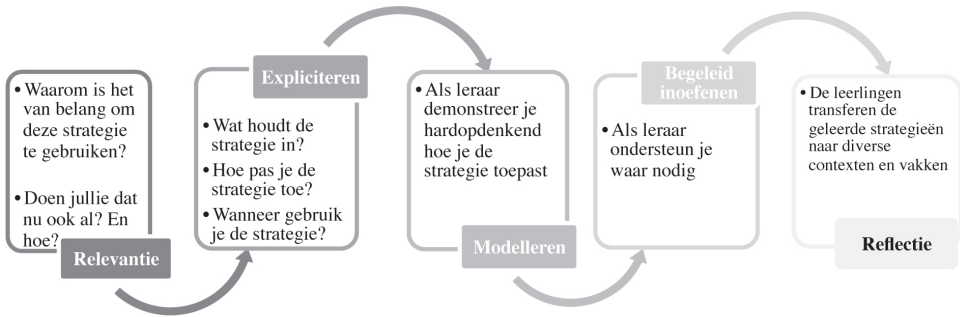 • Waarom is het
van belang om
deze strategie
te gebruiken?
• Doen jullie dat
nu ook al? En
hoe?
Relevantie
Expliciteren
• Wat houdt de
strategie in?
• Hoe pas je de
strategie toe?
• Wanneer gebruik
je de strategie?
• Als leraar
demonstreer je
hardopdenkend
hoe je de
strategie toepast
Modelleren
Begeleid
inoefenen
• Als leraar
ondersteun je
waar nodig
• De leerlingen
transferen de
geleerde strategieën
naar diverse
contexten en vakken
Reflectie